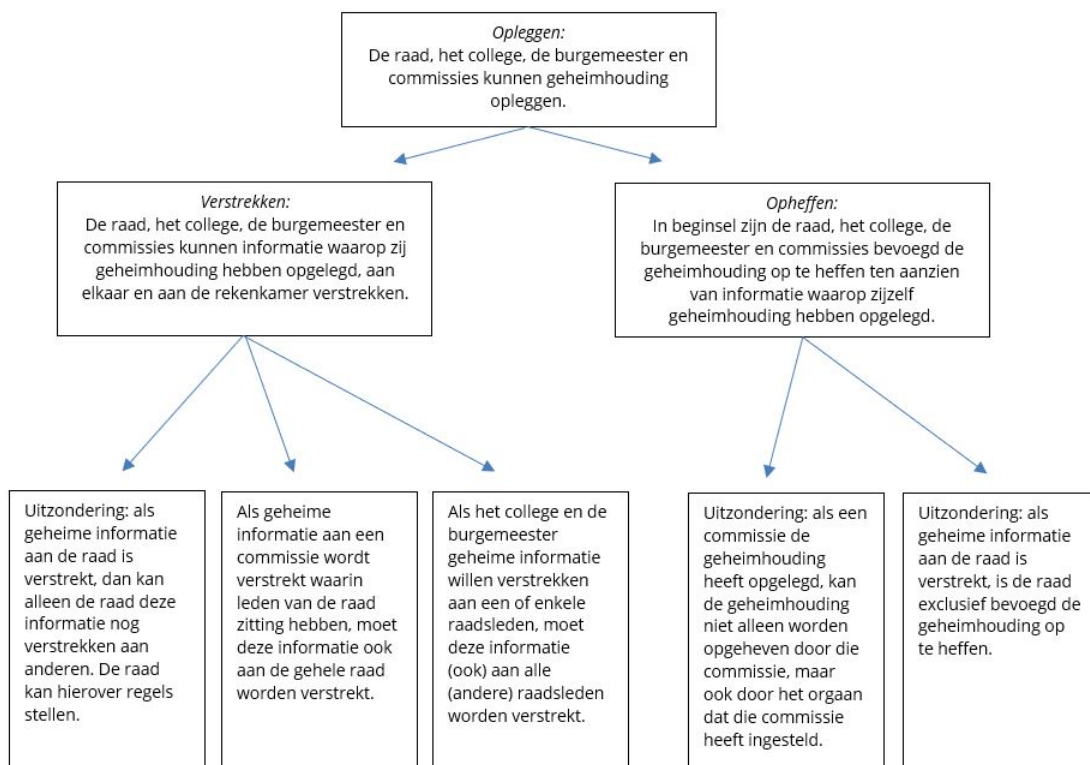 Opleggen:
De raad, het college, de burgemeester en
commissies kunnen geheimhouding
opleggen.
Verstrekken:
De raad, het college, de burgemeester en
commissies kunnen informatie waarop zij
geheimhouding hebben opgelegd, aan
elkaar en aan de rekenkamer verstrekken.
Opheffen:
In beginsel zijn de raad, het college, de
burgemeester en commissies bevoegd de
geheimhouding op te heffen ten aanzien
van informatie waarop zijzelf
geheimhouding hebben opgelegd.
Uitzondering: als
geheime informatie
aan de raad is
verstrekt, dan kan
alleen de raad deze
informatie nog
verstrekken aan
anderen. De raad
kan hierover regels
stellen.
Als geheime
informatie aan een
commissie wordt
verstrekt waarin
leden van de raad
zitting hebben, moet
deze informatie ook
aan de gehele raad
worden verstrekt.
Als het college en de
burgemeester
geheime informatie
willen verstrekken
aan een of enkele
raadsleden, moet
deze informatie
(ook) aan alle
(andere) raadsleden
worden verstrekt.
Uitzondering: als een
commissie de
geheimhouding
heeft opgelegd, kan
de geheimhouding
niet alleen worden
opgeheven door die
commissie, maar
ook door het orgaan
dat die commissie
heeft ingesteld.
Uitzondering: als
geheime informatie
aan de raad is
verstrekt, is de raad
exclusief bevoegd de
geheimhouding op
te heffen.